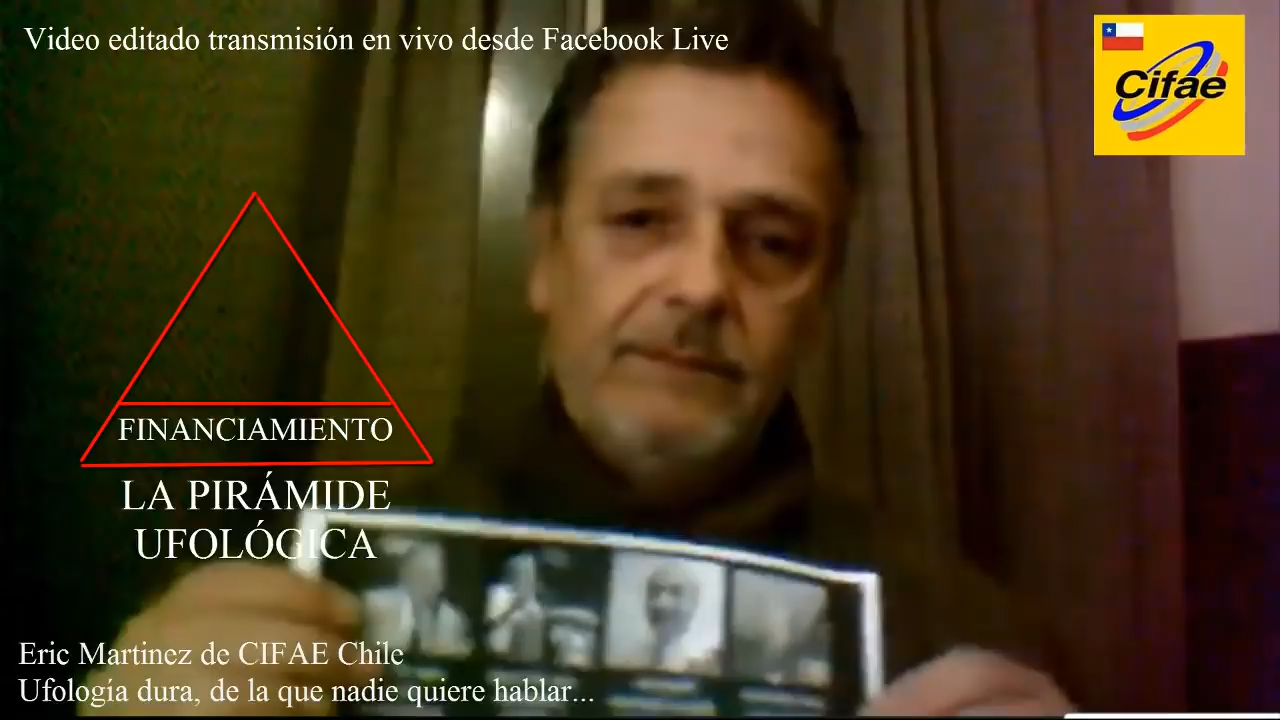 Video editado transmisión en vivo desde Facebook Live
Cifae
FINANCIAMIENTO
LA PIRÁMIDE
UFOLÓGICA
Eric Martinez de CIFAE Chile
Ufología dura, de la que nadie quiere hablar...